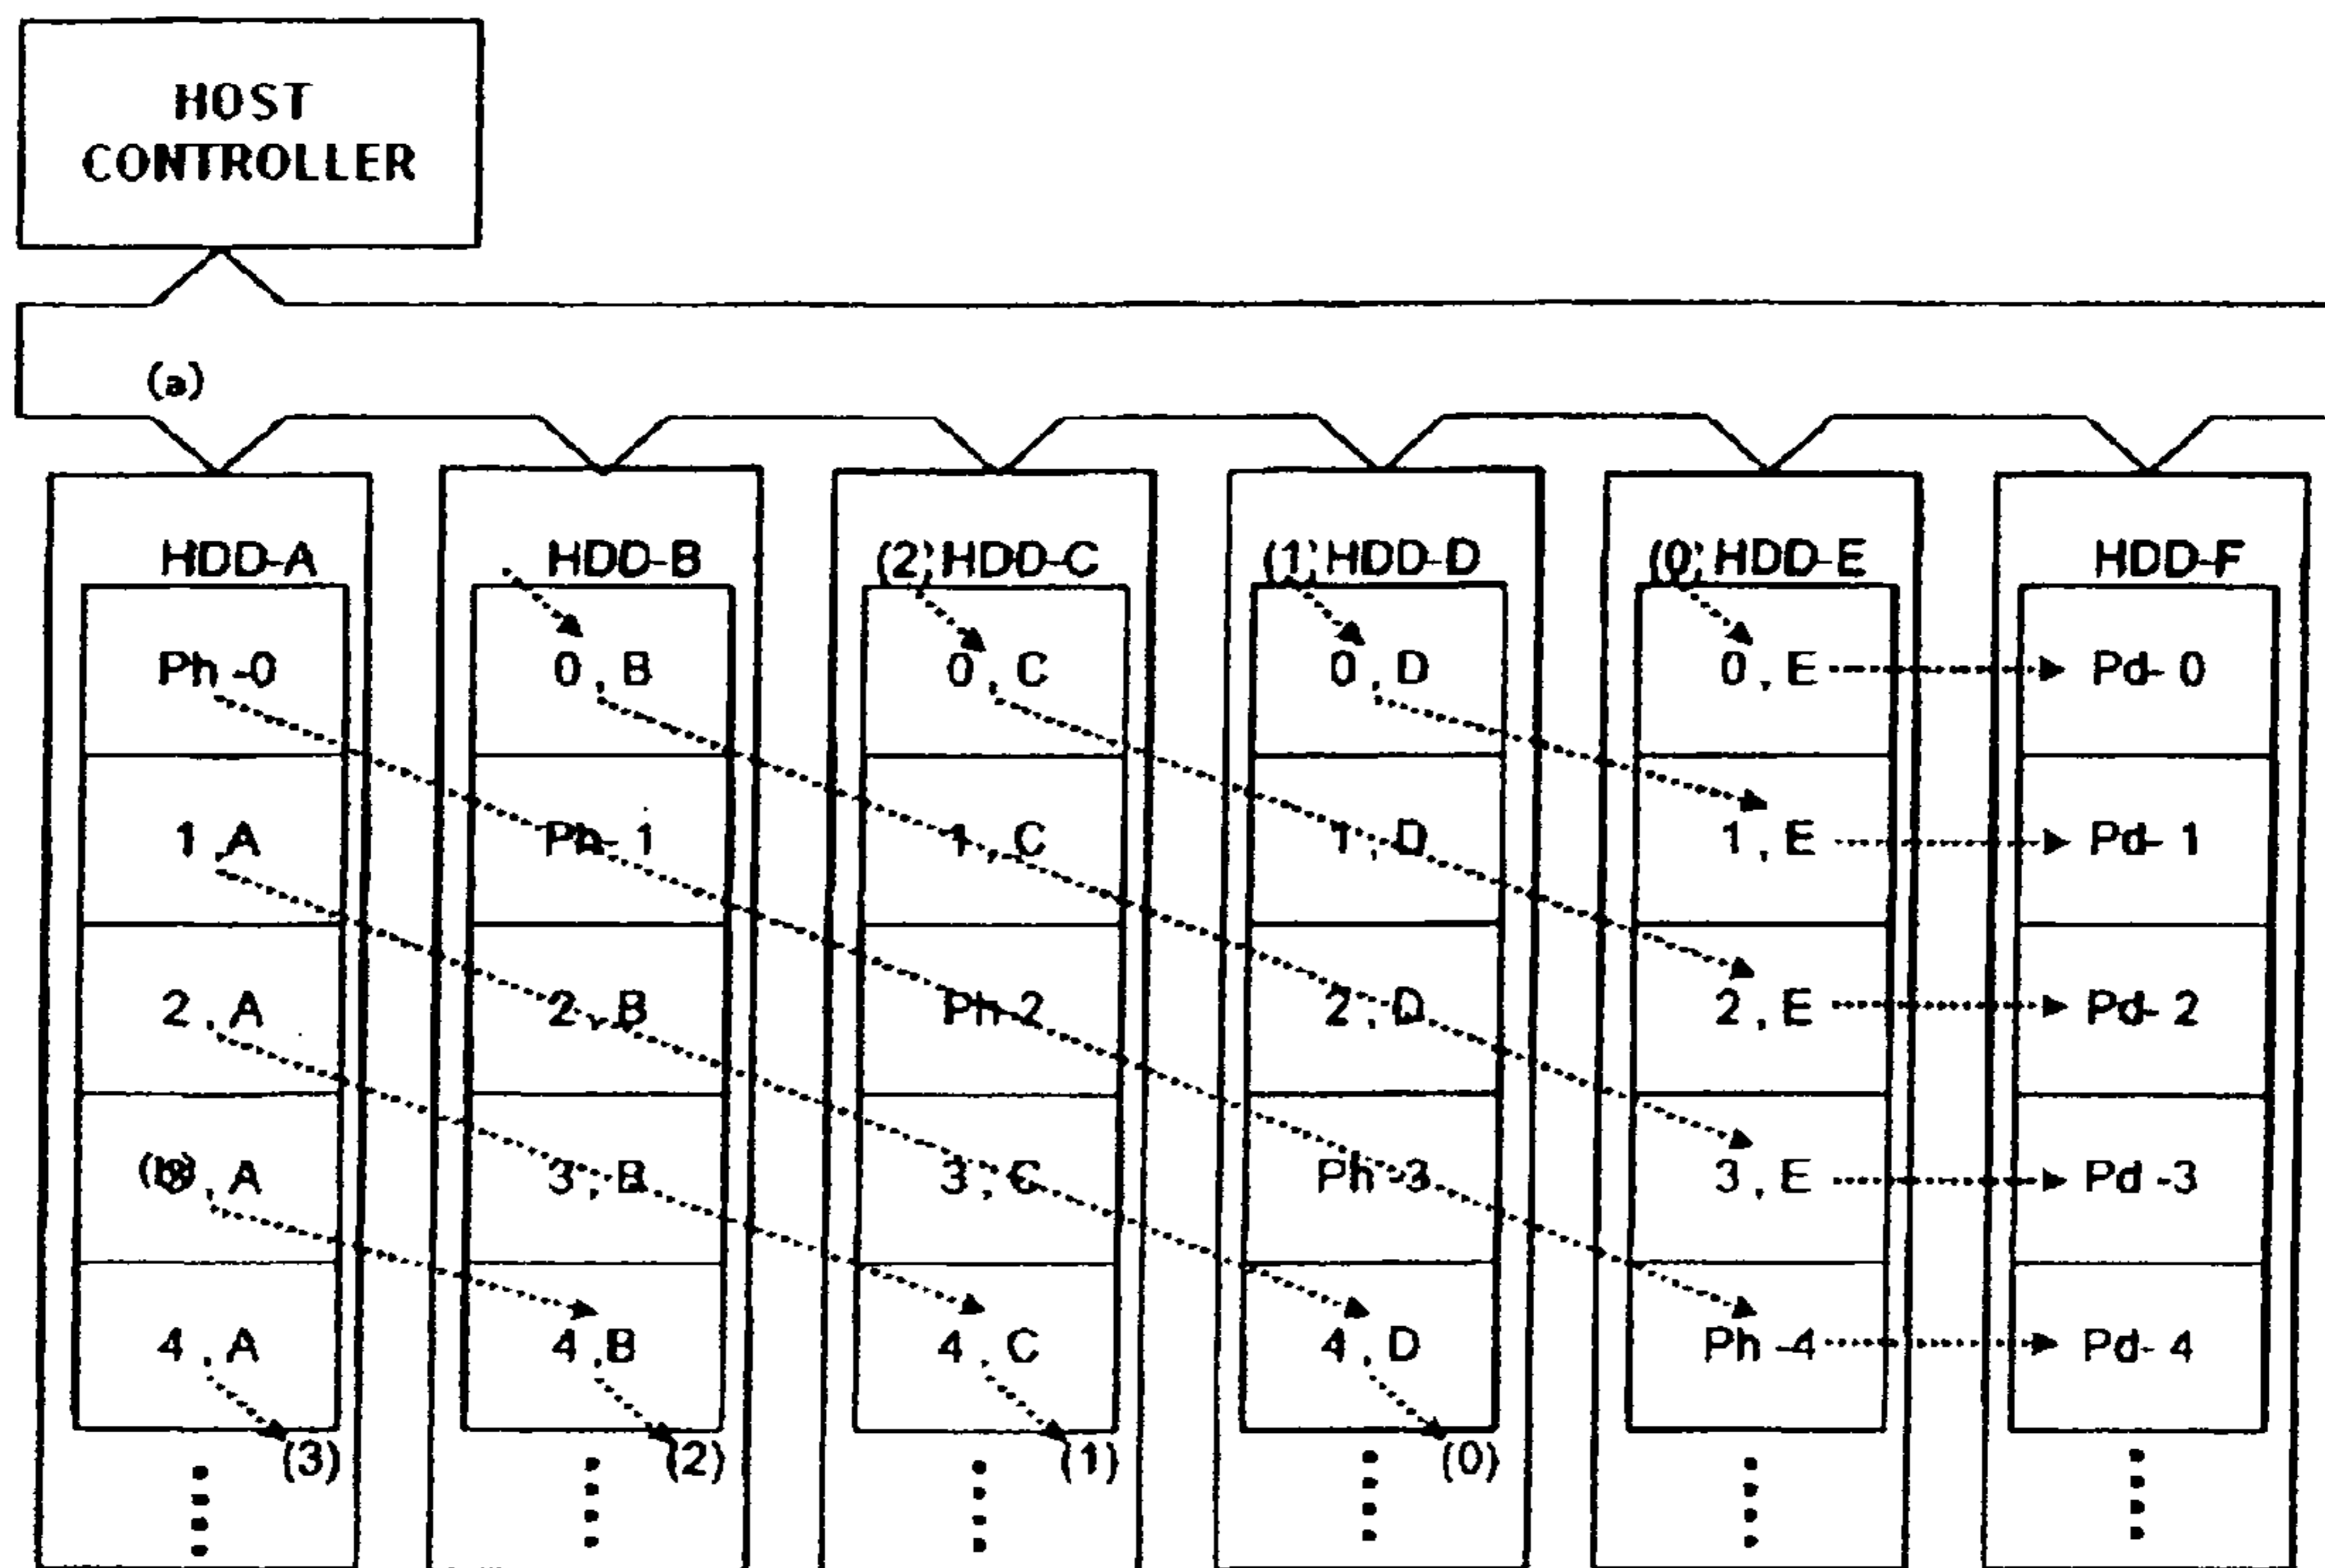 HOST
CONTROLLER
(a)
HDD-A HDD-B (2) HDD-C (1) HDD-D (0) HDD-E HDD-F
Ph -0 0 , B 0 , C 0 , D 0 , E Pd- 0
1 ,A Ph- 1 1 , C 1 , D 1 , E Pd- 1
2 , A 2 , B Ph-2 2 , D 2 , E Pd- 2
, A 3 , B 3 , C Ph -3 3 , E Pd -3
4 , A 4 ,B 4 , C 4 , D Ph -4 Pd- 4
(3) (2) (1) (0)